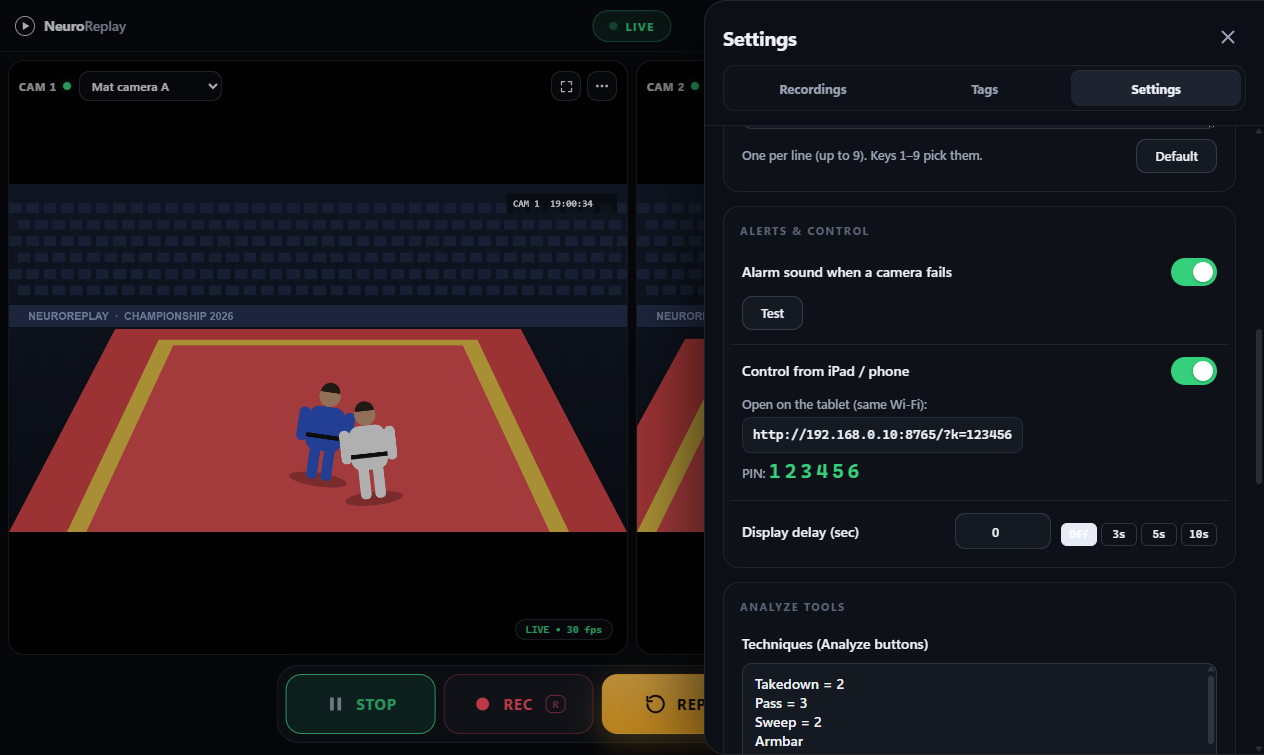 NeuroReplay
LIVE
CAM 1
Mat camera A
CAM 1 19:00:34
NEUROREPLAY · CHAMPIONSHIP 2026
LIVE • 30 fps
CAM 2
NEUROR
STOP
REC R
REP
Settings
Recordings
Tags
Settings
One per line (up to 9). Keys 1–9 pick them.
Default
ALERTS & CONTROL
Alarm sound when a camera fails
Test
Control from iPad / phone
Open on the tablet (same Wi-Fi):
http://192.168.0.10:8765/?k=123456
PIN: 123456
Display delay (sec)
0
Off
3s
5s
10s
ANALYZE TOOLS
Techniques (Analyze buttons)
Takedown = 2
Pass = 3
Sweep = 2
Armbar